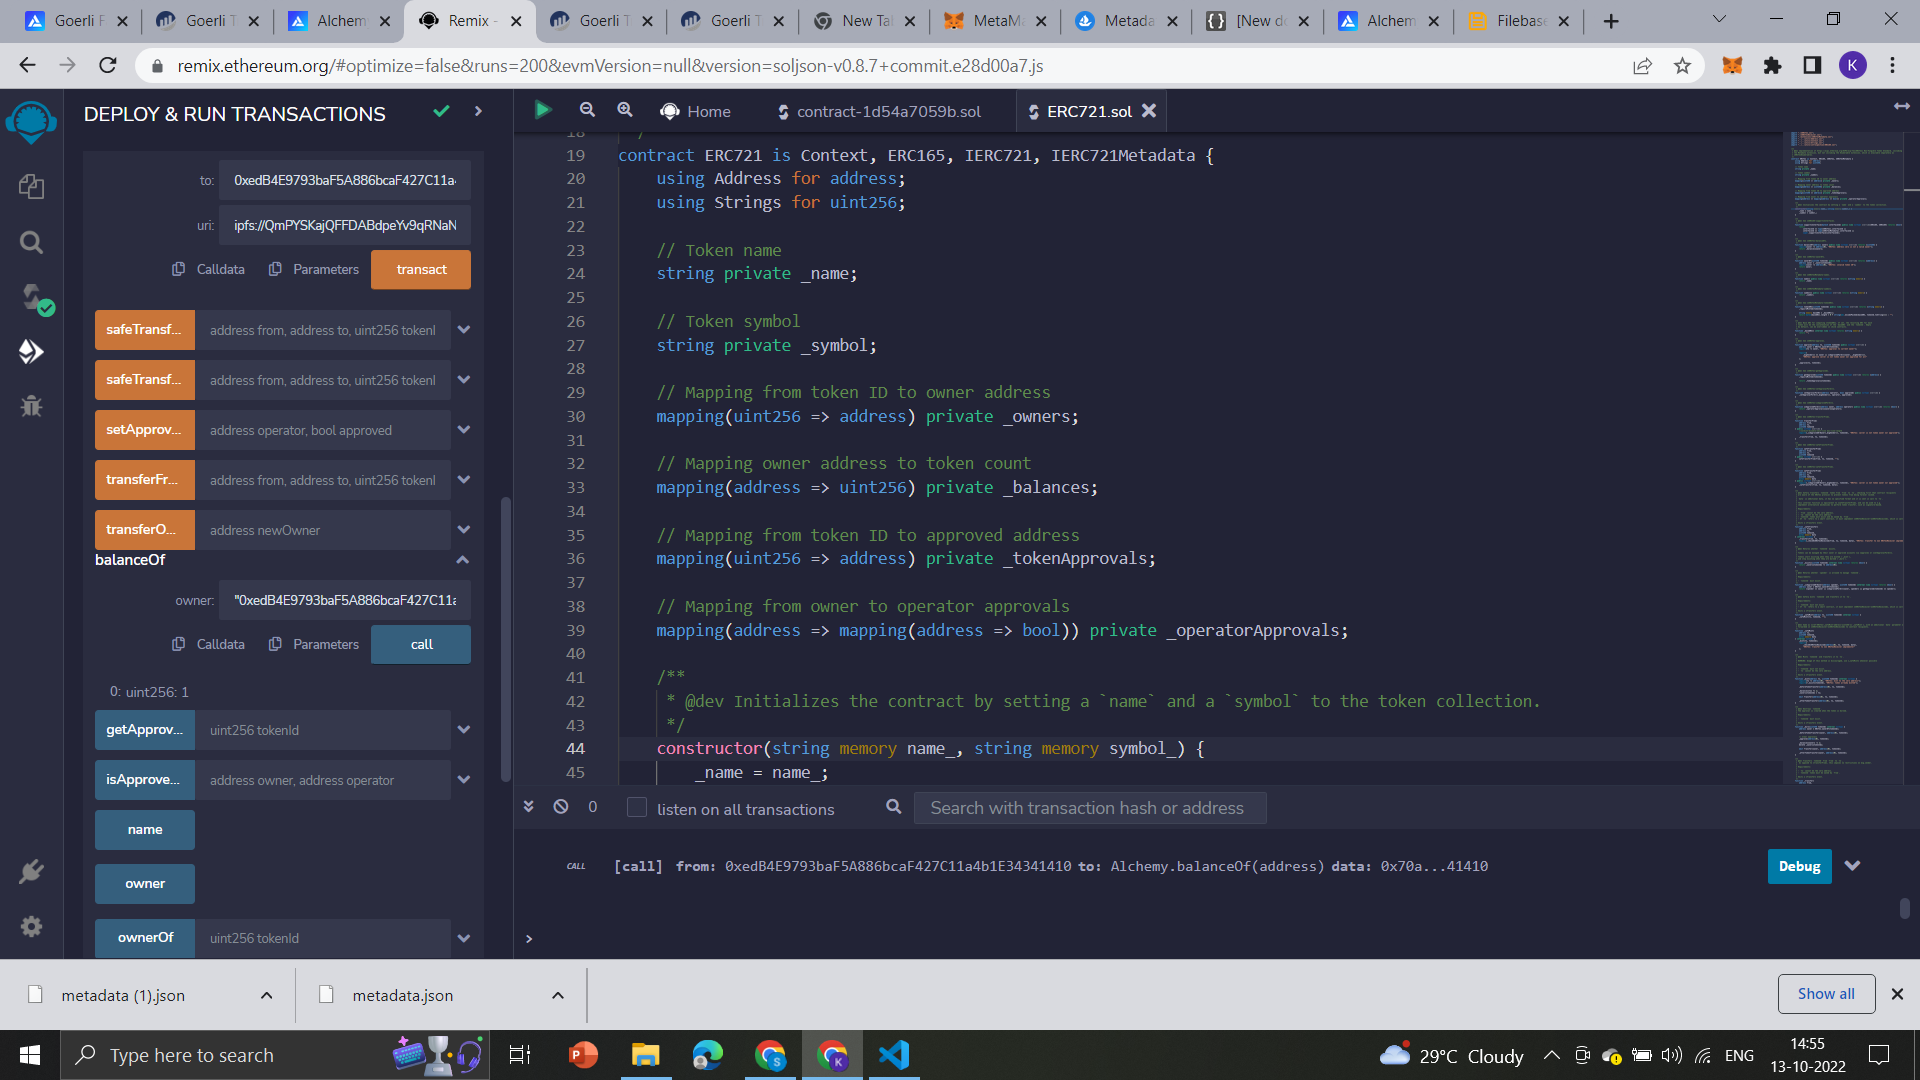 Goerli F
Goerli T
Alchem
Remix -
Goerli T
Goerli T
New Tal
MetaMa
Metada
[New d
Alchem
Filebase
remix.ethereum.org/#optimize=false&runs=200&evmVersion=null&version=soljson-v0.8.7+commit.e28d00a7.js
K
DEPLOY & RUN TRANSACTIONS
to: 0xedB4E9793baF5A886bcaF427C11a4
uri: ipfs://QmPYSKajQFFDABdpeYv9qRNaN
Calldata Parameters transact
safeTransf... address from, address to, uint256 tokenI
safeTransf... address from, address to, uint256 tokenI
setApprov... address operator, bool approved
transferFr... address from, address to, uint256 tokenI
transferO... address newOwner
balanceOf
owner: "0xedB4E9793baF5A886bcaF427C11a
Calldata Parameters call
0: uint256: 1
getApprov... uint256 tokenId
isApprove... address owner, address operator
name
owner
ownerOf uint256 tokenId
Home
contract-1d54a7059b.sol
ERC721.sol
18 */
19 contract ERC721 is Context, ERC165, IERC721, IERC721Metadata {
20 using Address for address;
21 using Strings for uint256;
22
23 // Token name
24 string private _name;
25
26 // Token symbol
27 string private _symbol;
28
29 // Mapping from token ID to owner address
30 mapping(uint256 => address) private _owners;
31
32 // Mapping owner address to token count
33 mapping(address => uint256) private _balances;
34
35 // Mapping from token ID to approved address
36 mapping(uint256 => address) private _tokenApprovals;
37
38 // Mapping from owner to operator approvals
39 mapping(address => mapping(address => bool)) private _operatorApprovals;
40
41 /**
42 * @dev Initializes the contract by setting a `name` and a `symbol` to the token collection.
43 */
44 constructor(string memory name_, string memory symbol_) {
45 _name = name_;
0 listen on all transactions Search with transaction hash or address
CALL [call] from: 0xedB4E9793baF5A886bcaF427C11a4b1E34341410 to: Alchemy.balanceOf(address) data: 0x70a...41410 Debug
>
metadata (1).json
metadata.json
Show all
Type here to search
29°C Cloudy
ENG
14:55
13-10-2022